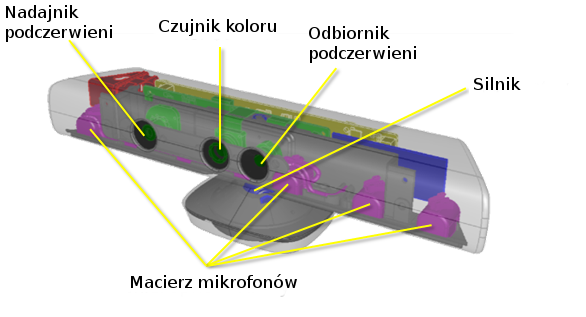 Nadajnik
podczerwieni
Czujnik koloru
Odbiornik
podczerwieni
Silnik
Macierz mikrofonów